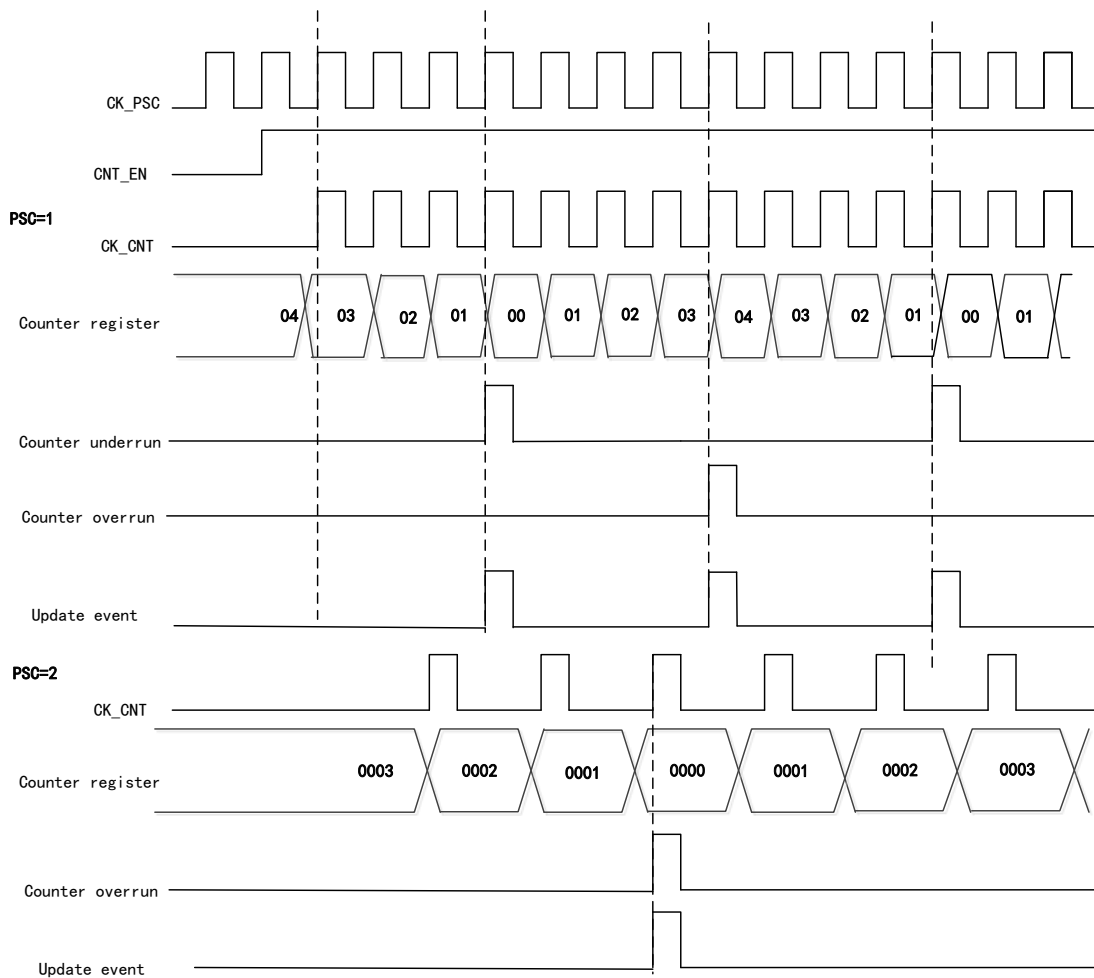 CK_PSC
CNT_EN
PSC=1
CK_CNT
Counter register 04 03 02 01 00 01 02 03 04 03 02 01 00 01
Counter underrun
Counter overrun
Update event
PSC=2
CK_CNT
Counter register 0003 0002 0001 0000 0001 0002 0003
Counter overrun
Update event